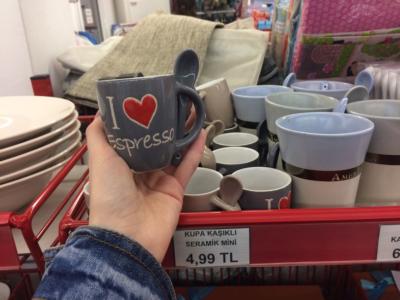 I ❤ 
Espresso
KUPA KAŞIKLI
SERAMİK MİNİ
4,99 TL